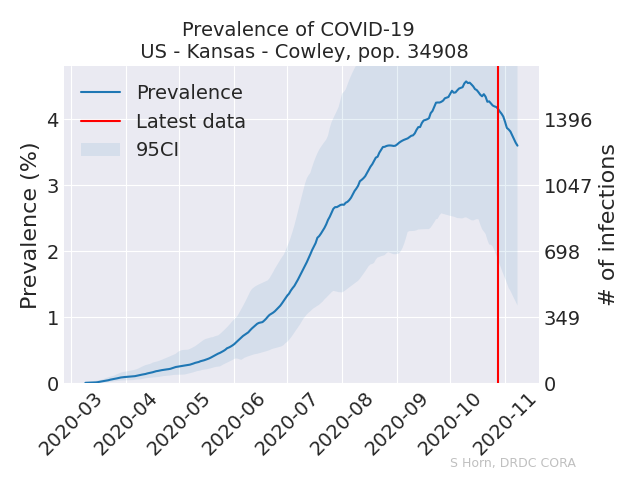 Prevalence of COVID-19
US - Kansas - Cowley, pop. 34908
Prevalence
Latest data
95CI
Prevalence (%)
4
3
2
1
0
1396
1047
698
349
0
# of infections
2020-03
2020-04
2020-05
2020-06
2020-07
2020-08
2020-09
2020-10
2020-11
S Horn, DRDC CORA